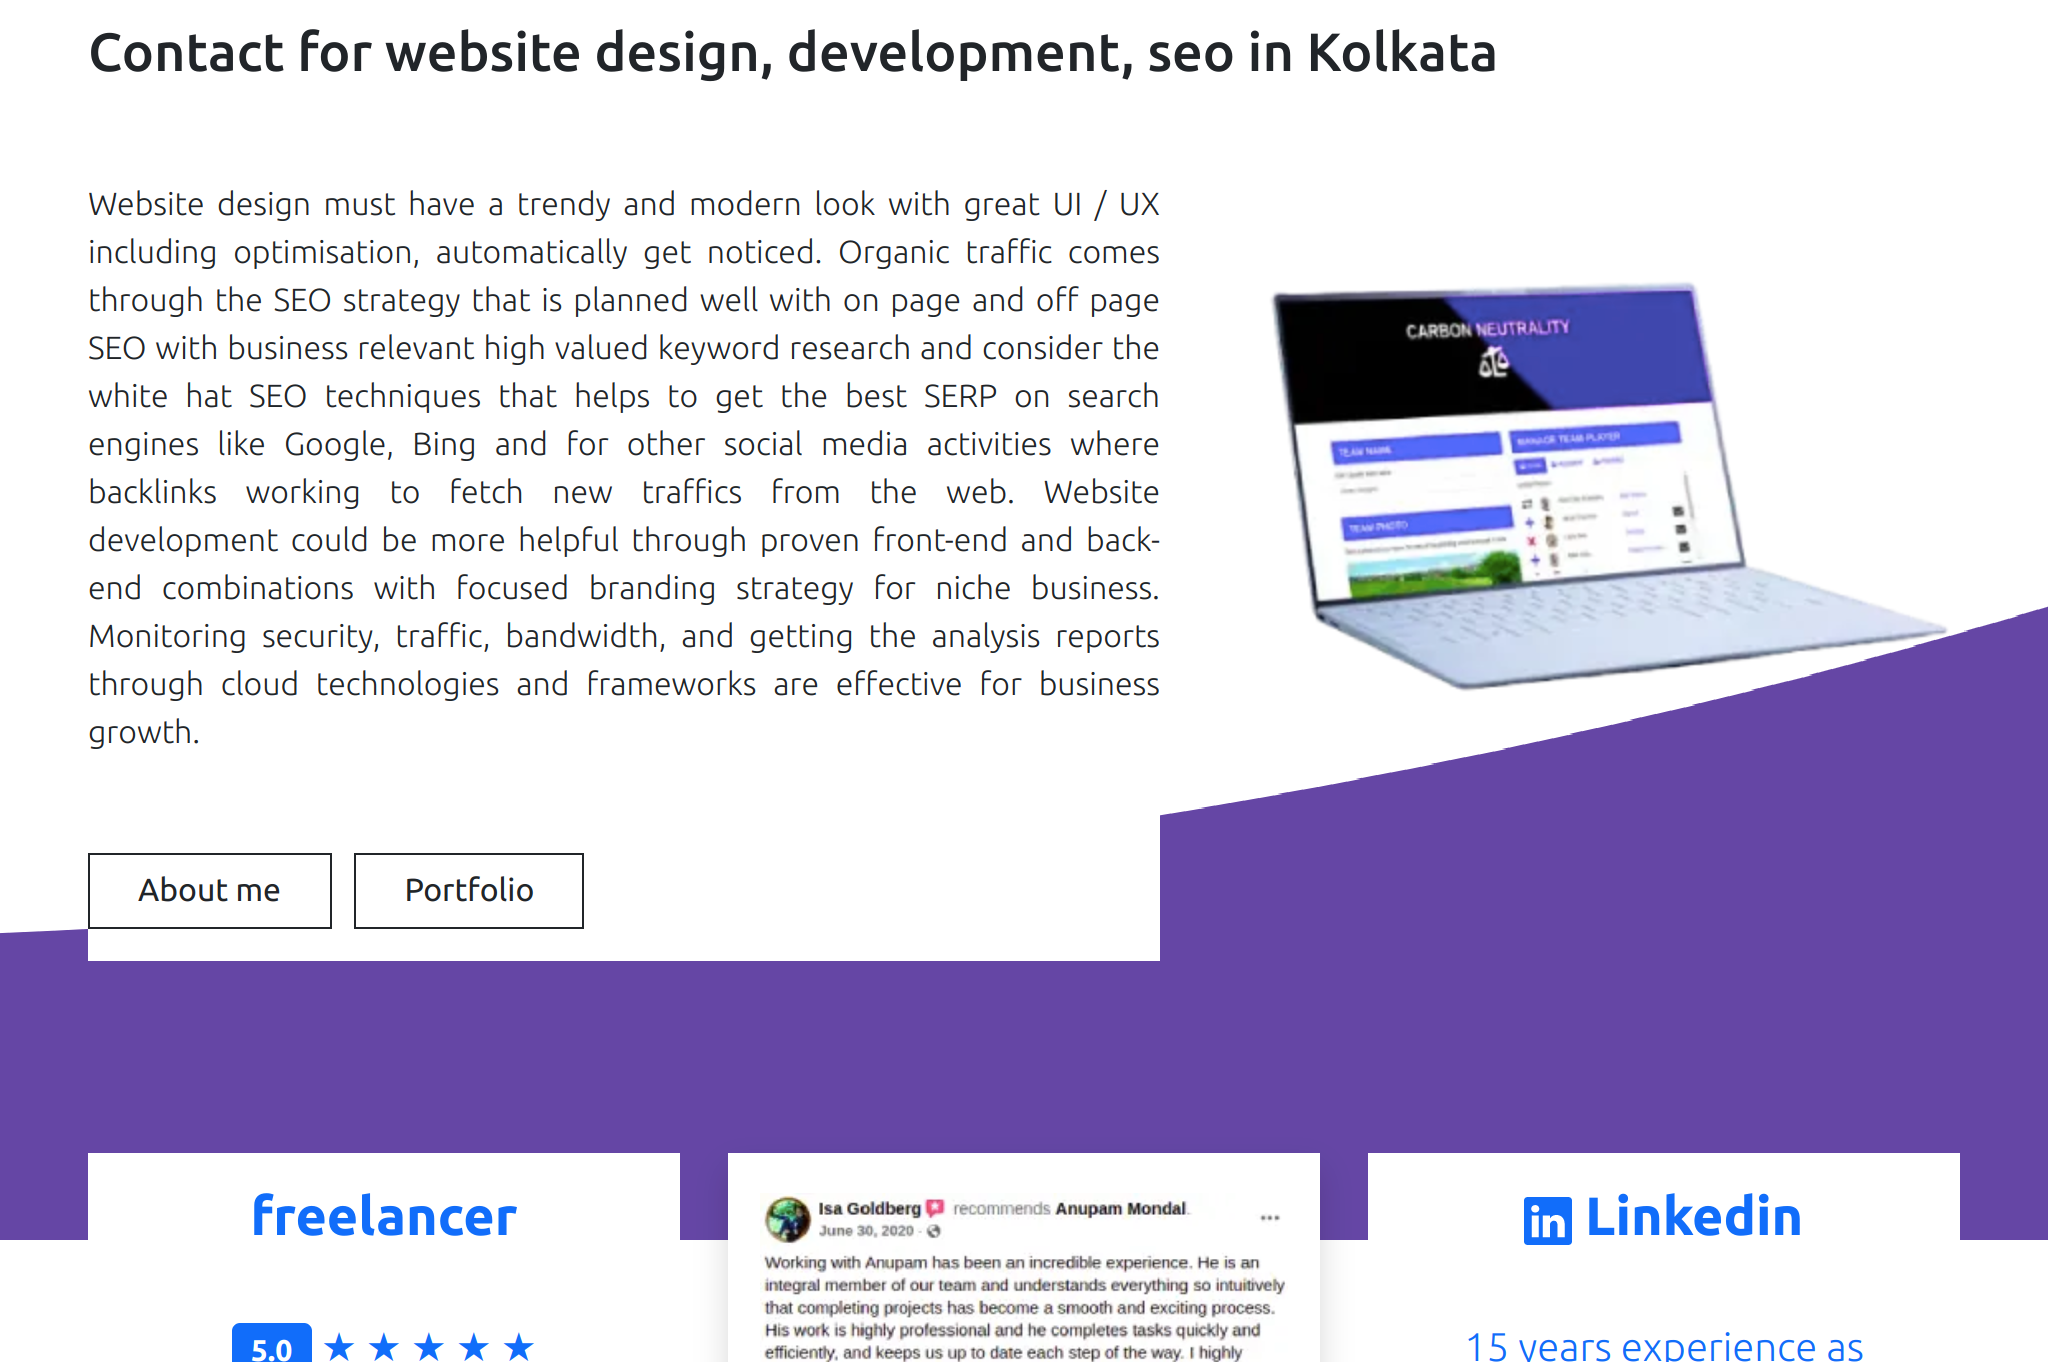 Contact for website design, development, seo in Kolkata
Website design must have a trendy and modern look with great UI / UX
including optimisation, automatically get noticed. Organic traffic comes
through the SEO strategy that is planned well with on page and off page
SEO with business relevant high valued keyword research and consider the
white hat SEO techniques that helps to get the best SERP on search
engines like Google, Bing and for other social media activities where
backlinks working to fetch new traffics from the web. Website
development could be more helpful through proven front-end and back-
end combinations with focused branding strategy for niche business.
Monitoring security, traffic, bandwidth, and getting the analysis reports
through cloud technologies and frameworks are effective for business
growth.
CARBON NEUTRALITY
TEAM NAME
MANAGE TEAM PLAYER
TEAM PHOTO
About me
Portfolio
freelancer
5.0 ★ ★ ★ ★ ★
Isa Goldberg recommends Anupam Mondal.
June 30, 2020 ·
Working with Anupam has been an incredible experience. He is an
integral member of our team and understands everything so intuitively
that completing projects has become a smooth and exciting process.
His work is highly professional and he completes tasks quickly and
efficiently, and keeps us up to date each step of the way. I highly
in Linkedin
15 years experience as